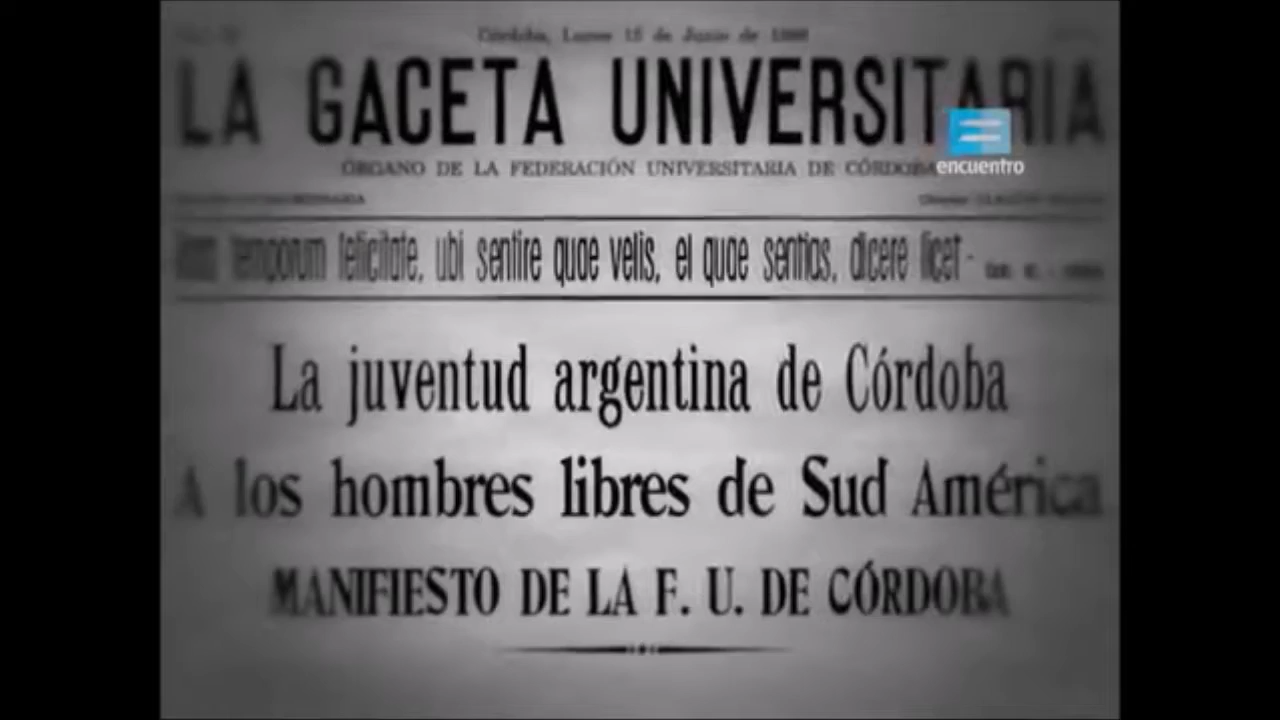 Córdoba, Lunes 15 de Junio de
LA GACETA UNIVERSITARIA
ÓRGANO DE LA FEDERACIÓN UNIVERSITARIA DE CÓRDOBA
encuentro
temporum felicitate, ubi sentire quae velis, et quae sentias, dicere licet -
La juventud argentina de Córdoba
A los hombres libres de Sud América
MANIFIESTO DE LA F. U. DE CÓRDOBA